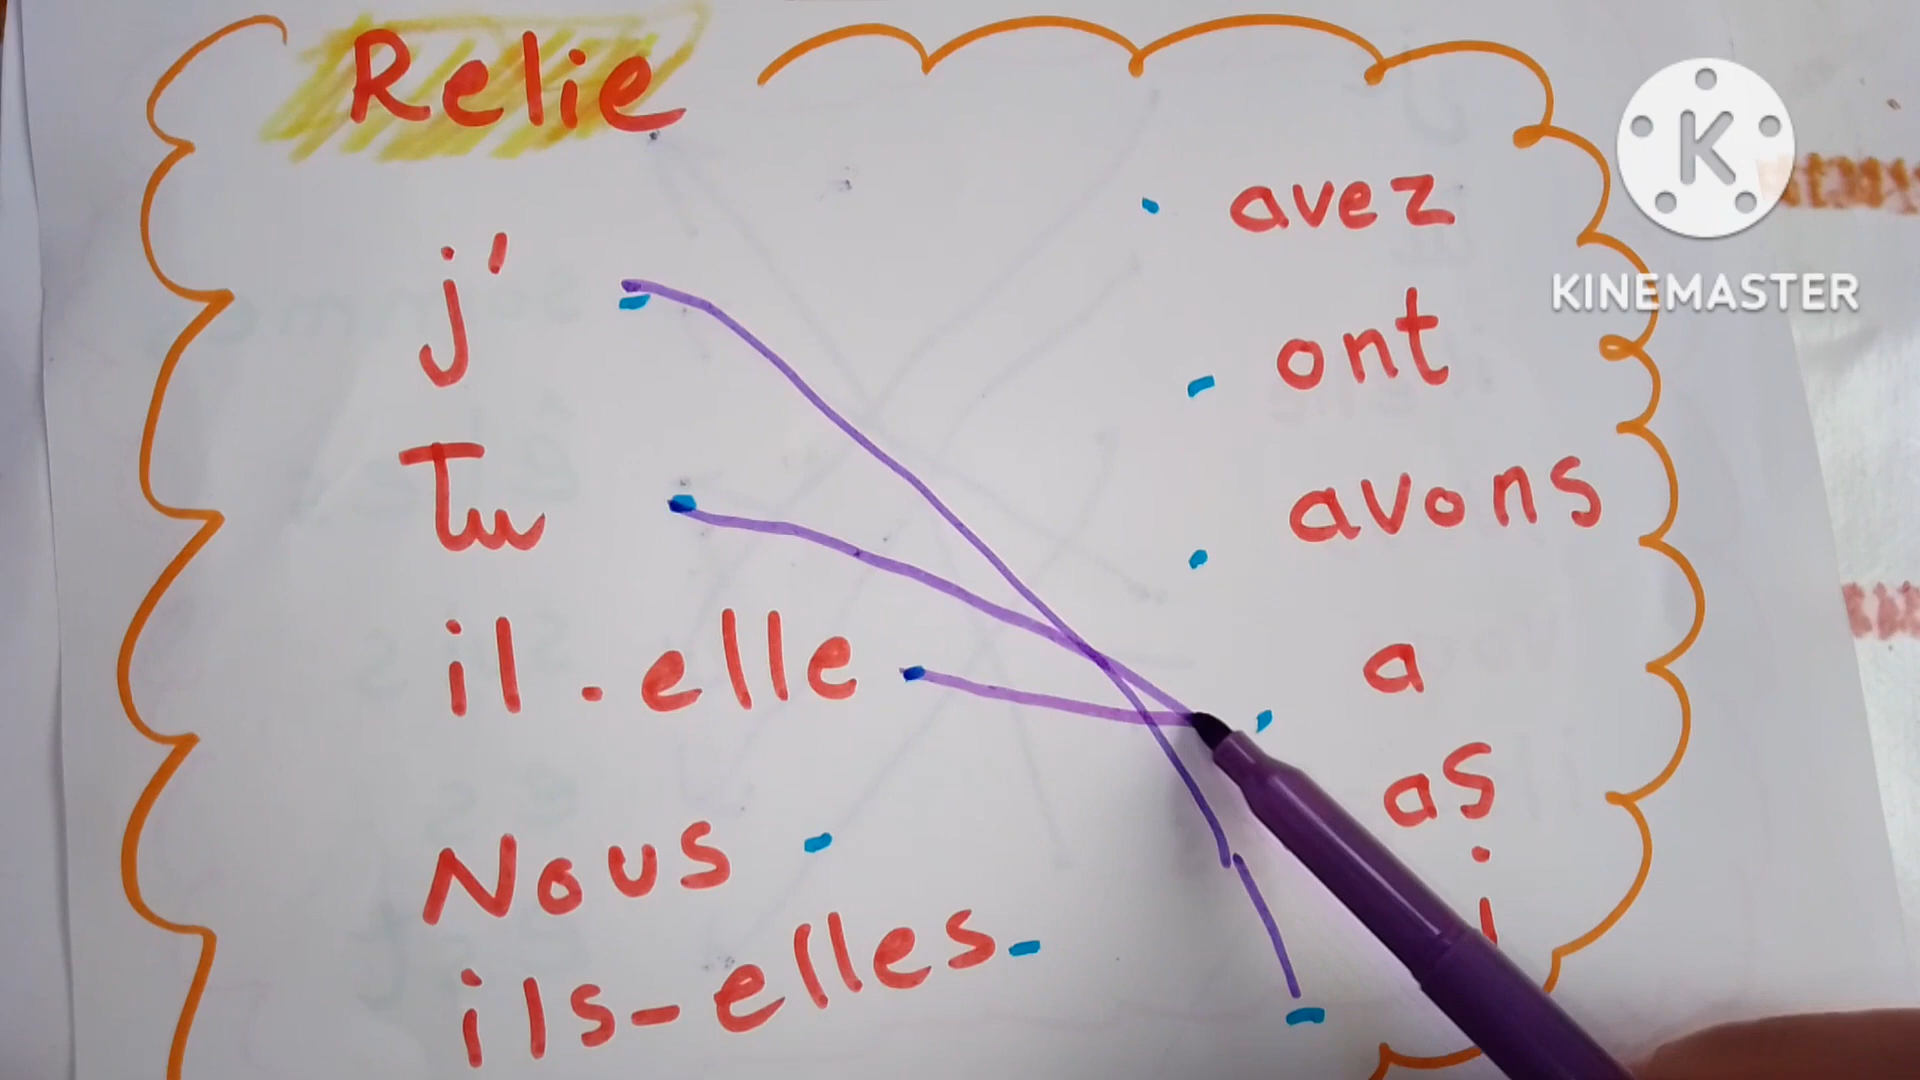 Relie
j'
Tu
il . elle
Nous
ils - elles
avez
ont
avons
a
as
KINEMASTER